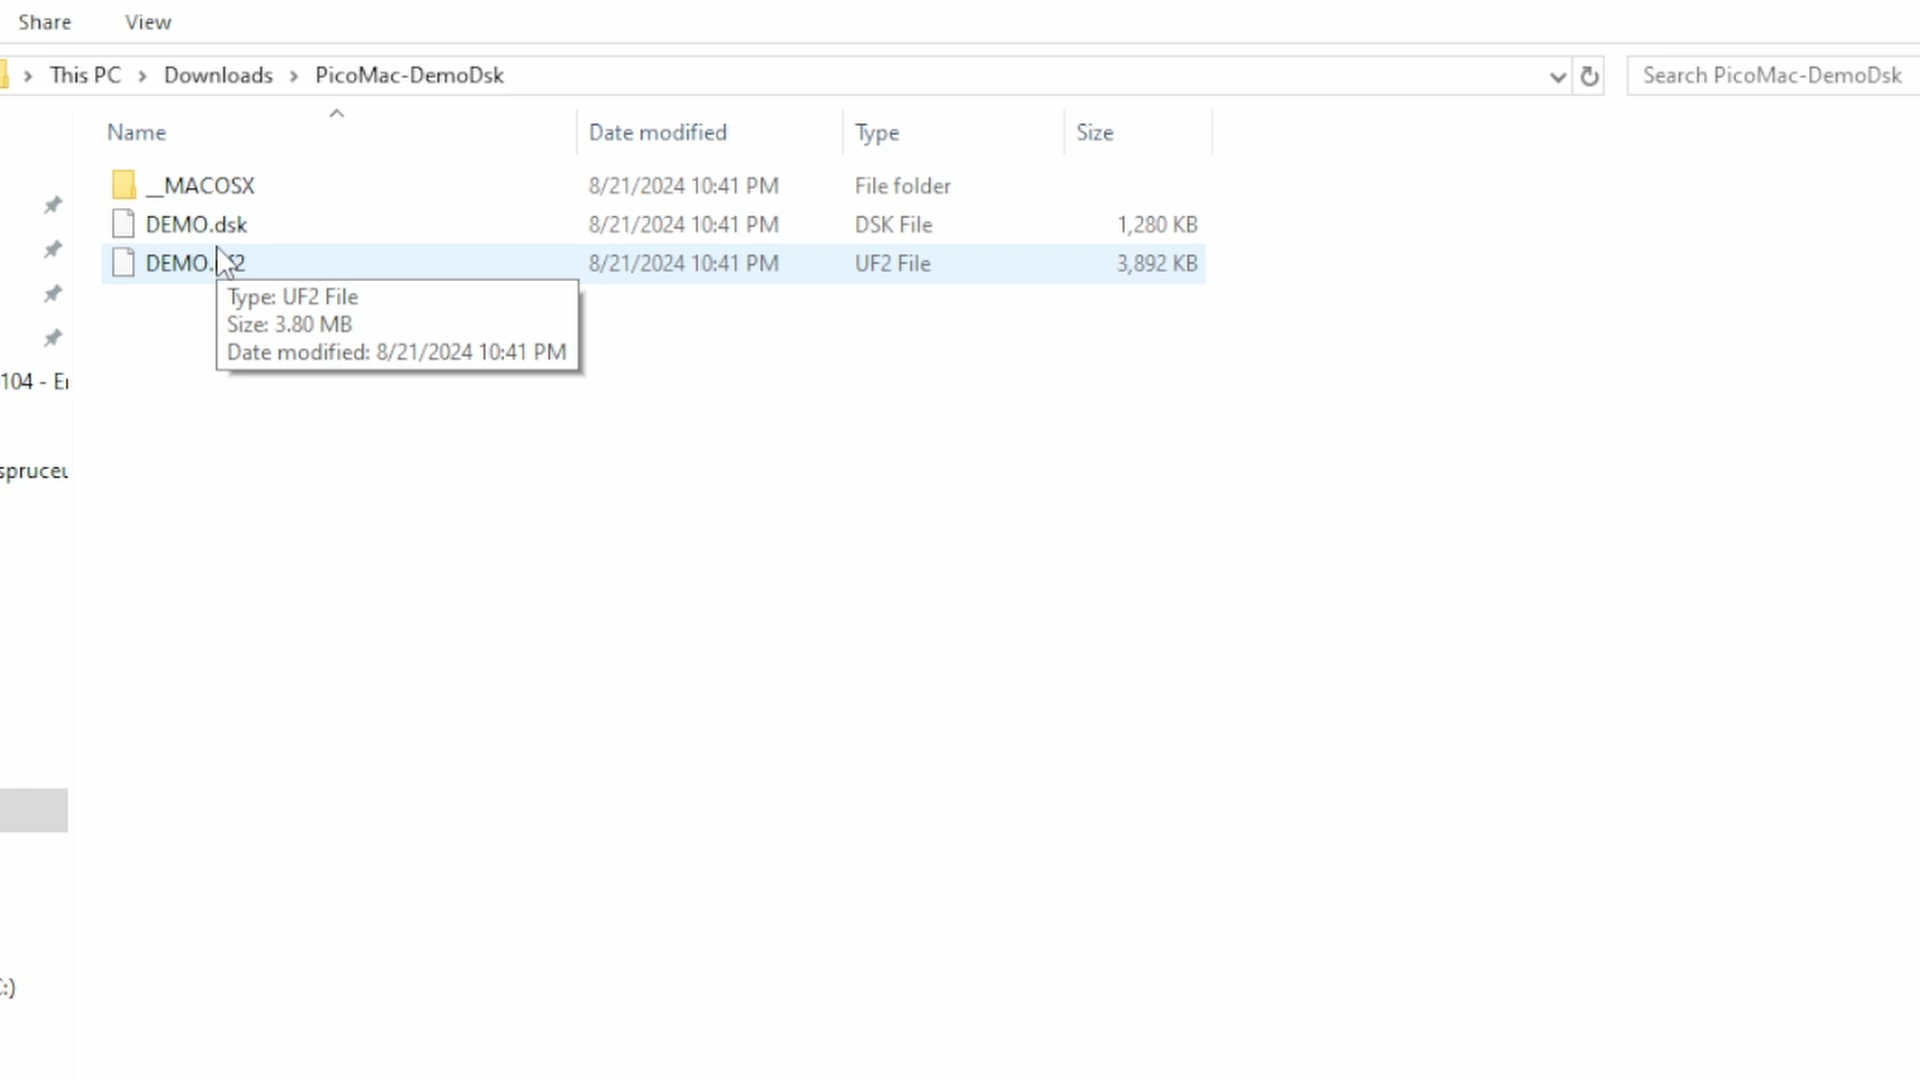 Share View
This PC > Downloads > PicoMac-DemoDsk
Search PicoMac-DemoDsk
Name Date modified Type Size
__MACOSX 8/21/2024 10:41 PM File folder
DEMO.dsk 8/21/2024 10:41 PM DSK File 1,280 KB
8/21/2024 10:41 PM UF2 File 3,892 KB
Type: UF2 File
Size: 3.80 MB
Date modified: 8/21/2024 10:41 PM
104 -
:)